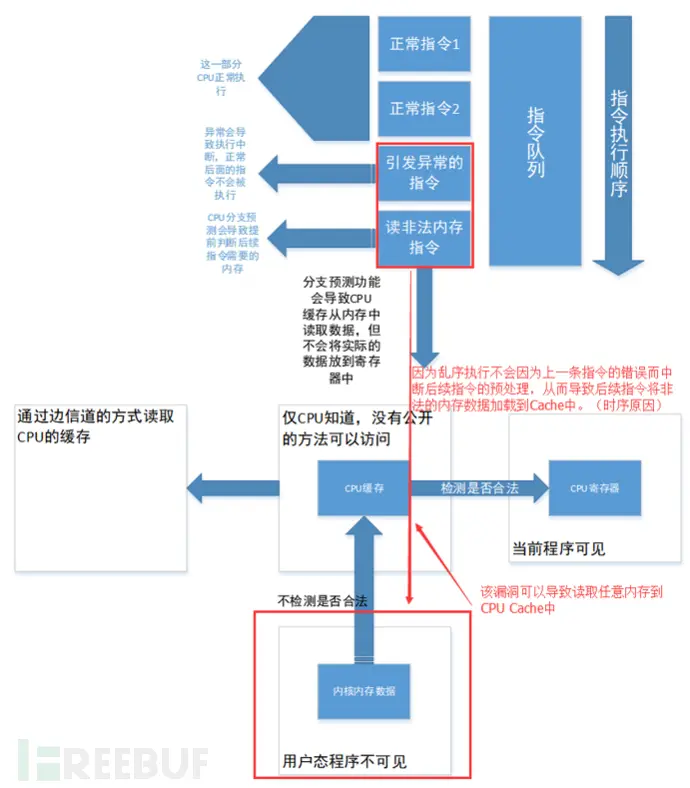 正常指令1
这一部分
CPU正常执
行
正常指令2
指令队列
指令执行顺序
异常会导
致执行中
断，正常
后面的指
令不会被
执行
引发异常的
指令
CPU分支预
测会导致提
前判断后续
指令需要的
内存
读非法内存
指令
分支预测功能
会导致CPU
缓存从内存中
读取数据，但
不会将实际的
数据放到寄存
器中
因为乱序执行不会因为上一条指令的错误而中
断后续指令的预处理，从而导致后续指令将非
法的内存数据加载到Cache中。（时序原因）
通过边信道的方式读取
CPU的缓存
仅CPU知道，没有公开
的方法可以访问
CPU缓存
检测是否合法
CPU寄存器
当前程序可见
该漏洞可以导致读取任意内存到
CPU Cache中
不检测是否合法
内核内存数据
用户态程序不可见
FREEBUF